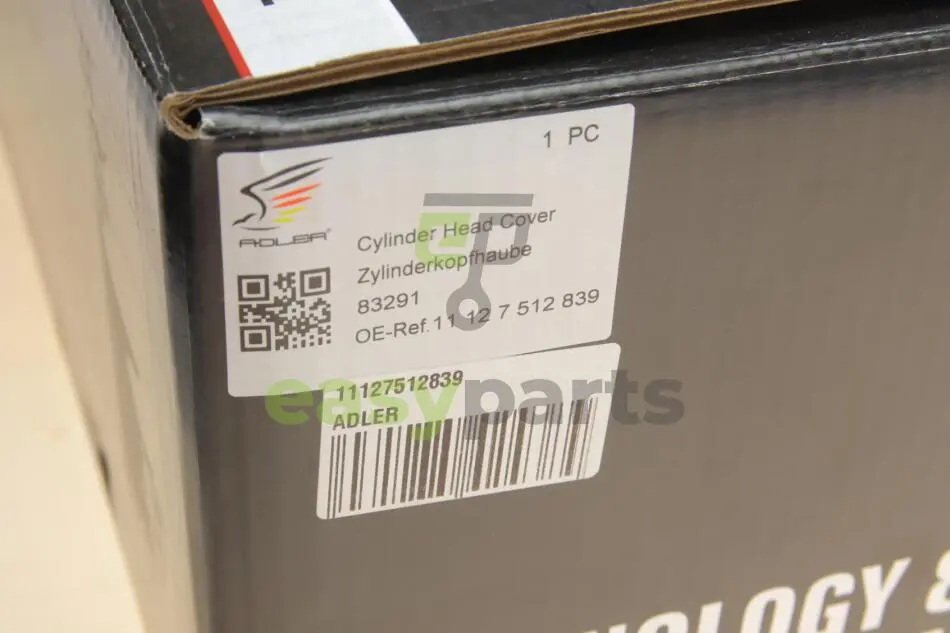 1 PC
ADLER®
Cylinder Head Cover
Zylinderkopfhaube
83291
OE-Ref.11 12 7 512 839
11127512839
ADLER
easyparts
NOLOGY &